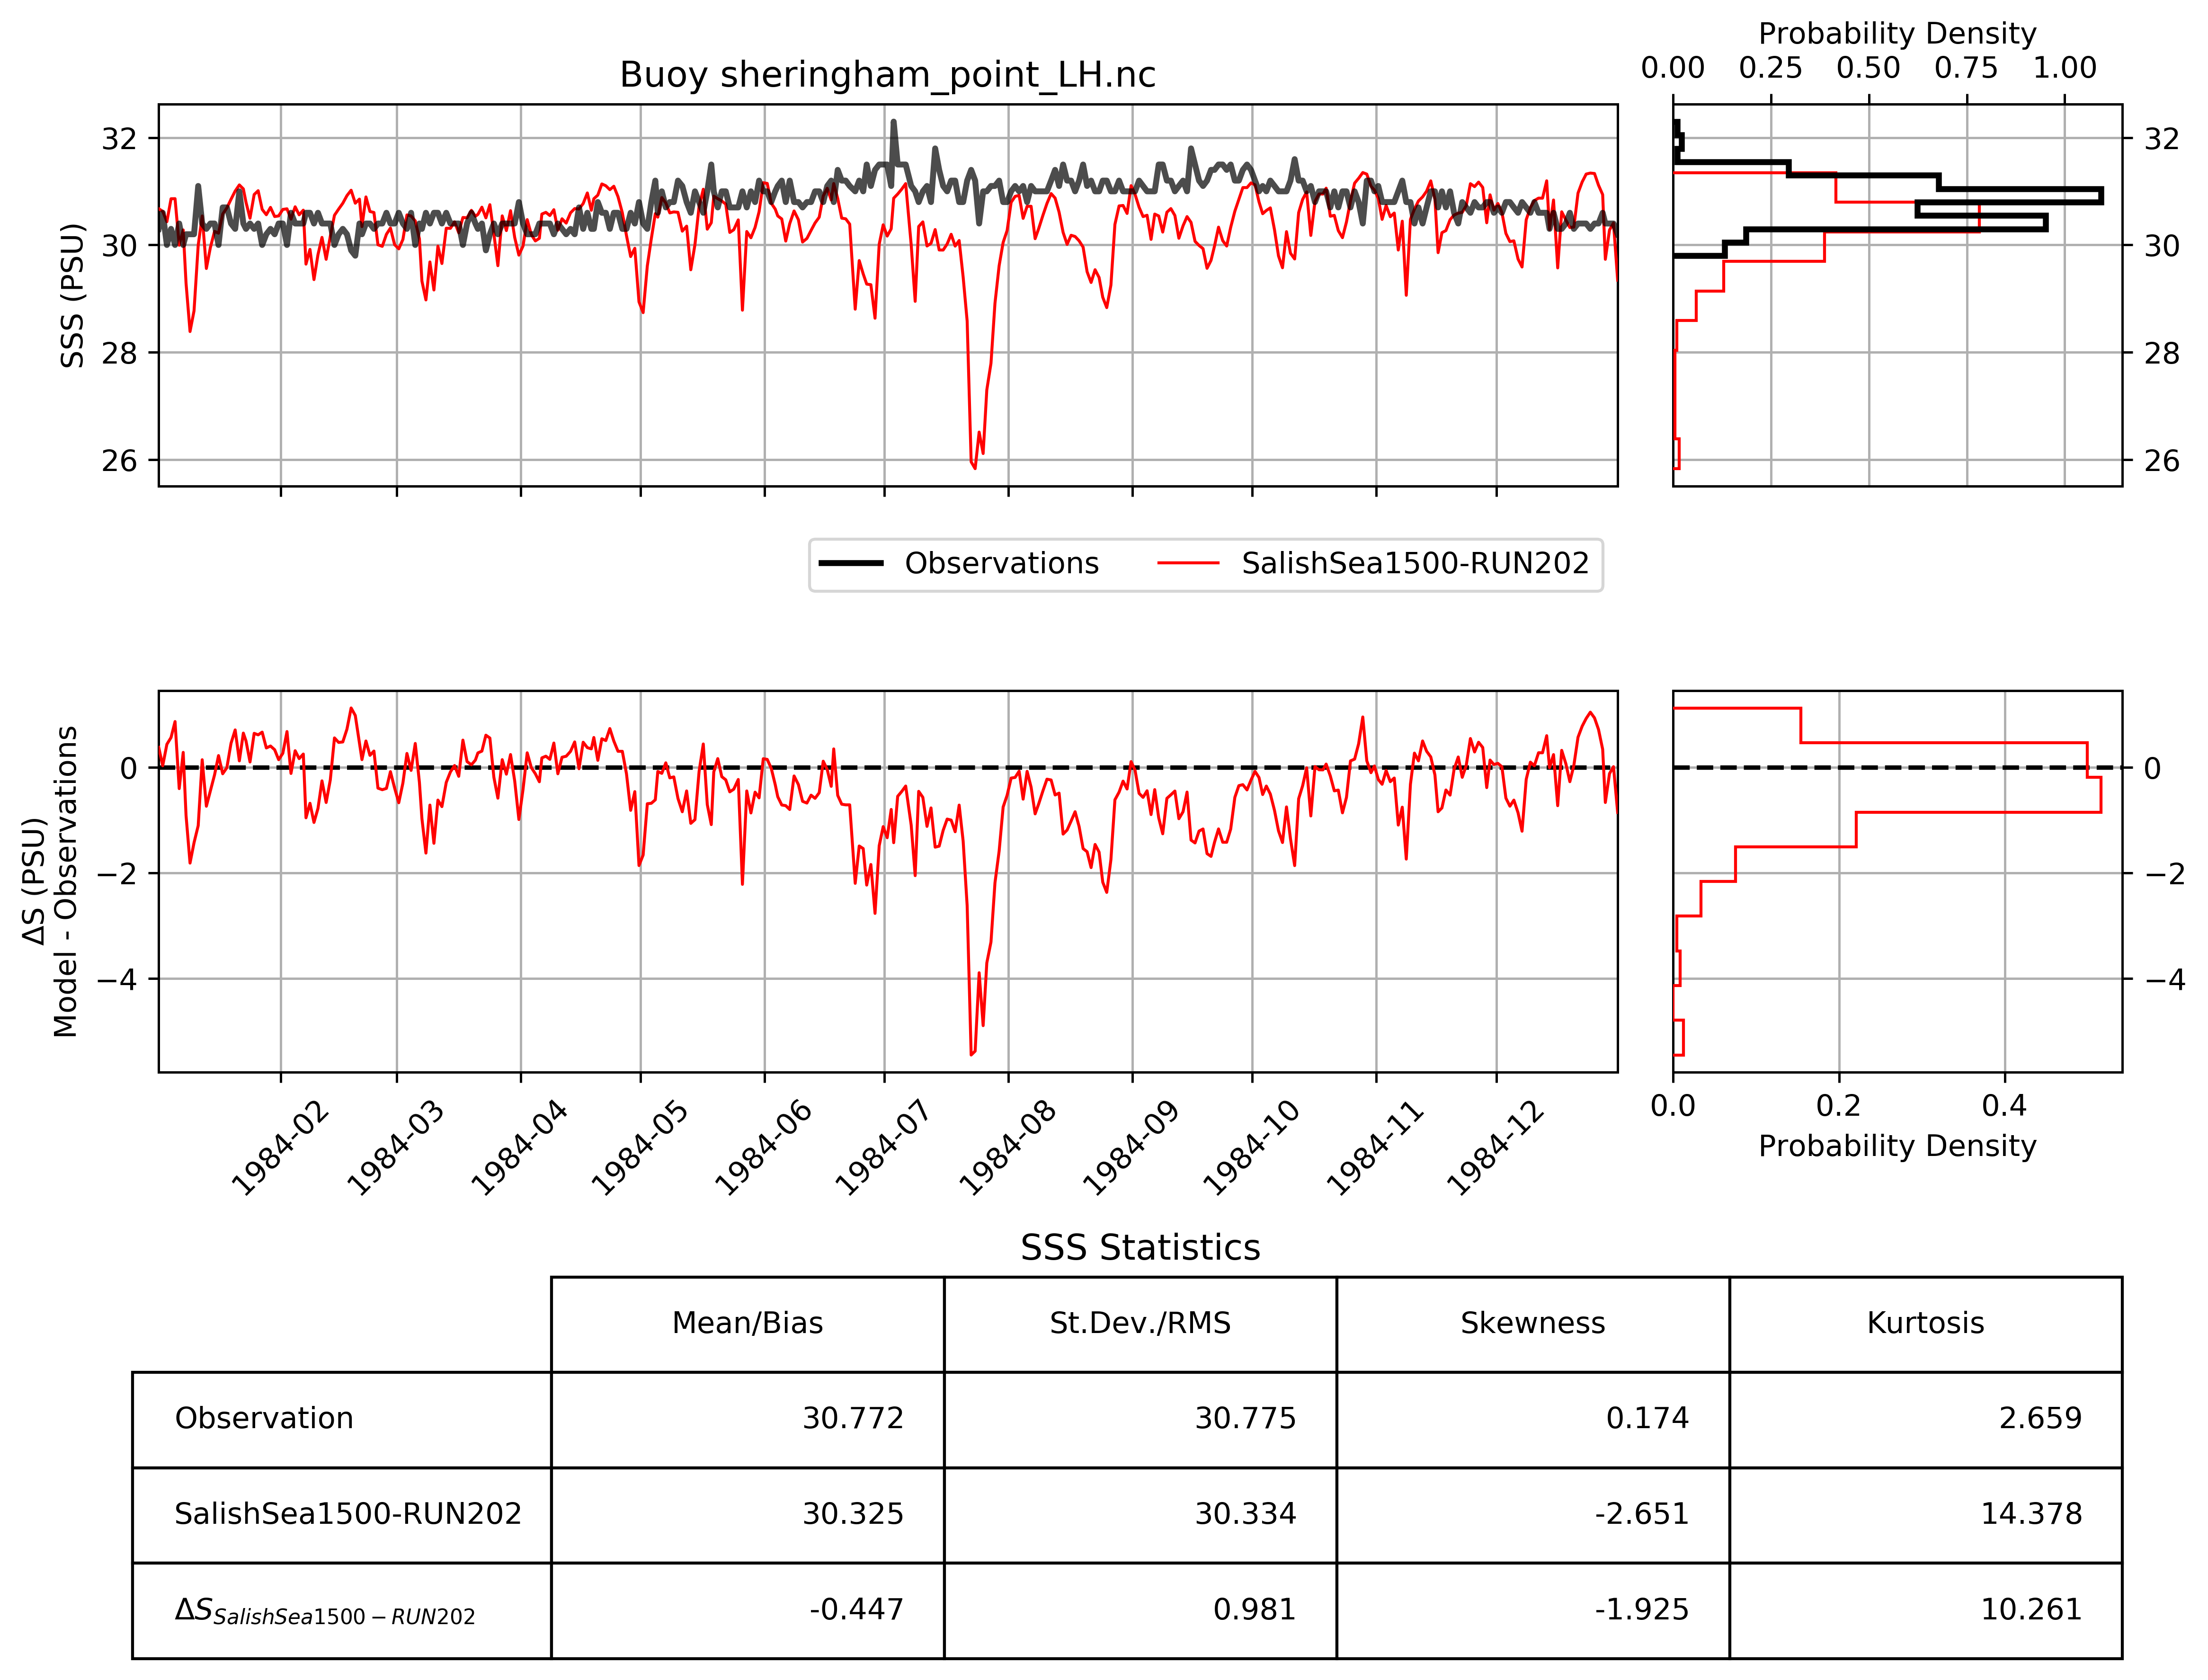 Probability Density
0.00 0.25 0.50 0.75 1.00
Buoy sheringham_point_LH.nc
SSS (PSU)
32
30
28
26
32
30
28
26
Observations SalishSea1500-RUN202
ΔS (PSU)
Model - Observations
0
−2
−4
0
−2
−4
1984-02 1984-03 1984-04 1984-05 1984-06 1984-07 1984-08 1984-09 1984-10 1984-11 1984-12
0.0 0.2 0.4
Probability Density
SSS Statistics
Mean/Bias St.Dev./RMS Skewness Kurtosis
Observation 30.772 30.775 0.174 2.659
SalishSea1500-RUN202 30.325 30.334 -2.651 14.378
ΔS SalishSea1500−RUN202 -0.447 0.981 -1.925 10.261